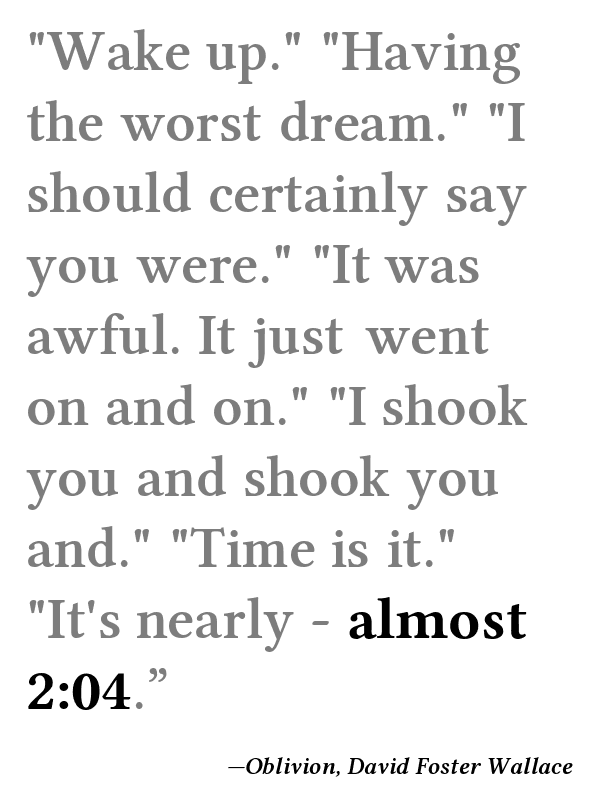 "Wake up." "Having
the worst dream." "I
should certainly say
you were." "It was
awful. It just went
on and on." "I shook
you and shook you
and." "Time is it."
"It's nearly - almost
2:04.”
—Oblivion, David Foster Wallace